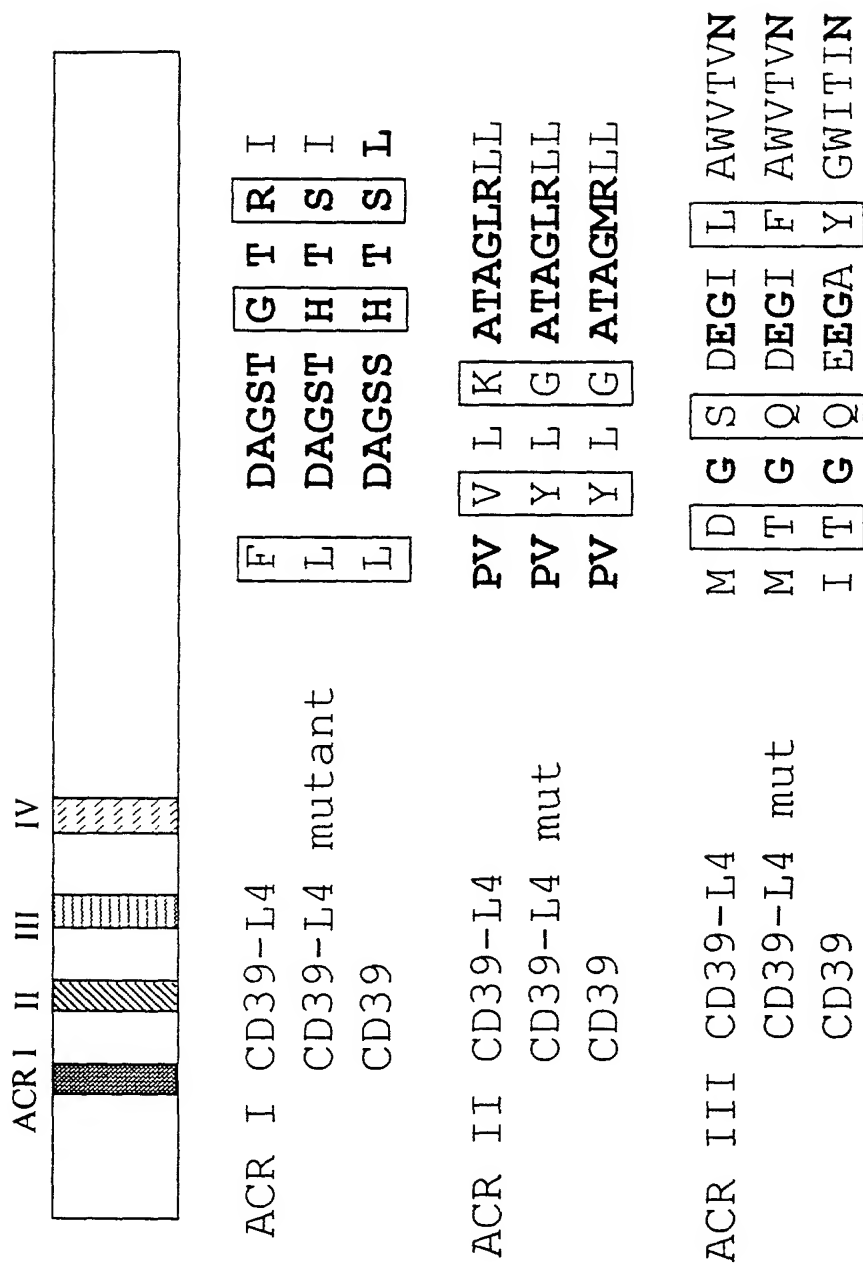 ACR I II III IV
ACR I CD39-L4 F DAGST G T R I
CD39-L4 mutant L DAGST H T S I
CD39 L DAGSS H T S L
ACR II CD39-L4 PV V L K ATAGLRLL
CD39-L4 mut PV Y L G ATAGLRLL
CD39 PV Y L G ATAGMRLL
ACR III CD39-L4 M D G S DEGI L AWVTVN
CD39-L4 mut M T G Q DEGI F AWVTVN
CD39 I T G Q EEGA Y GWITIN